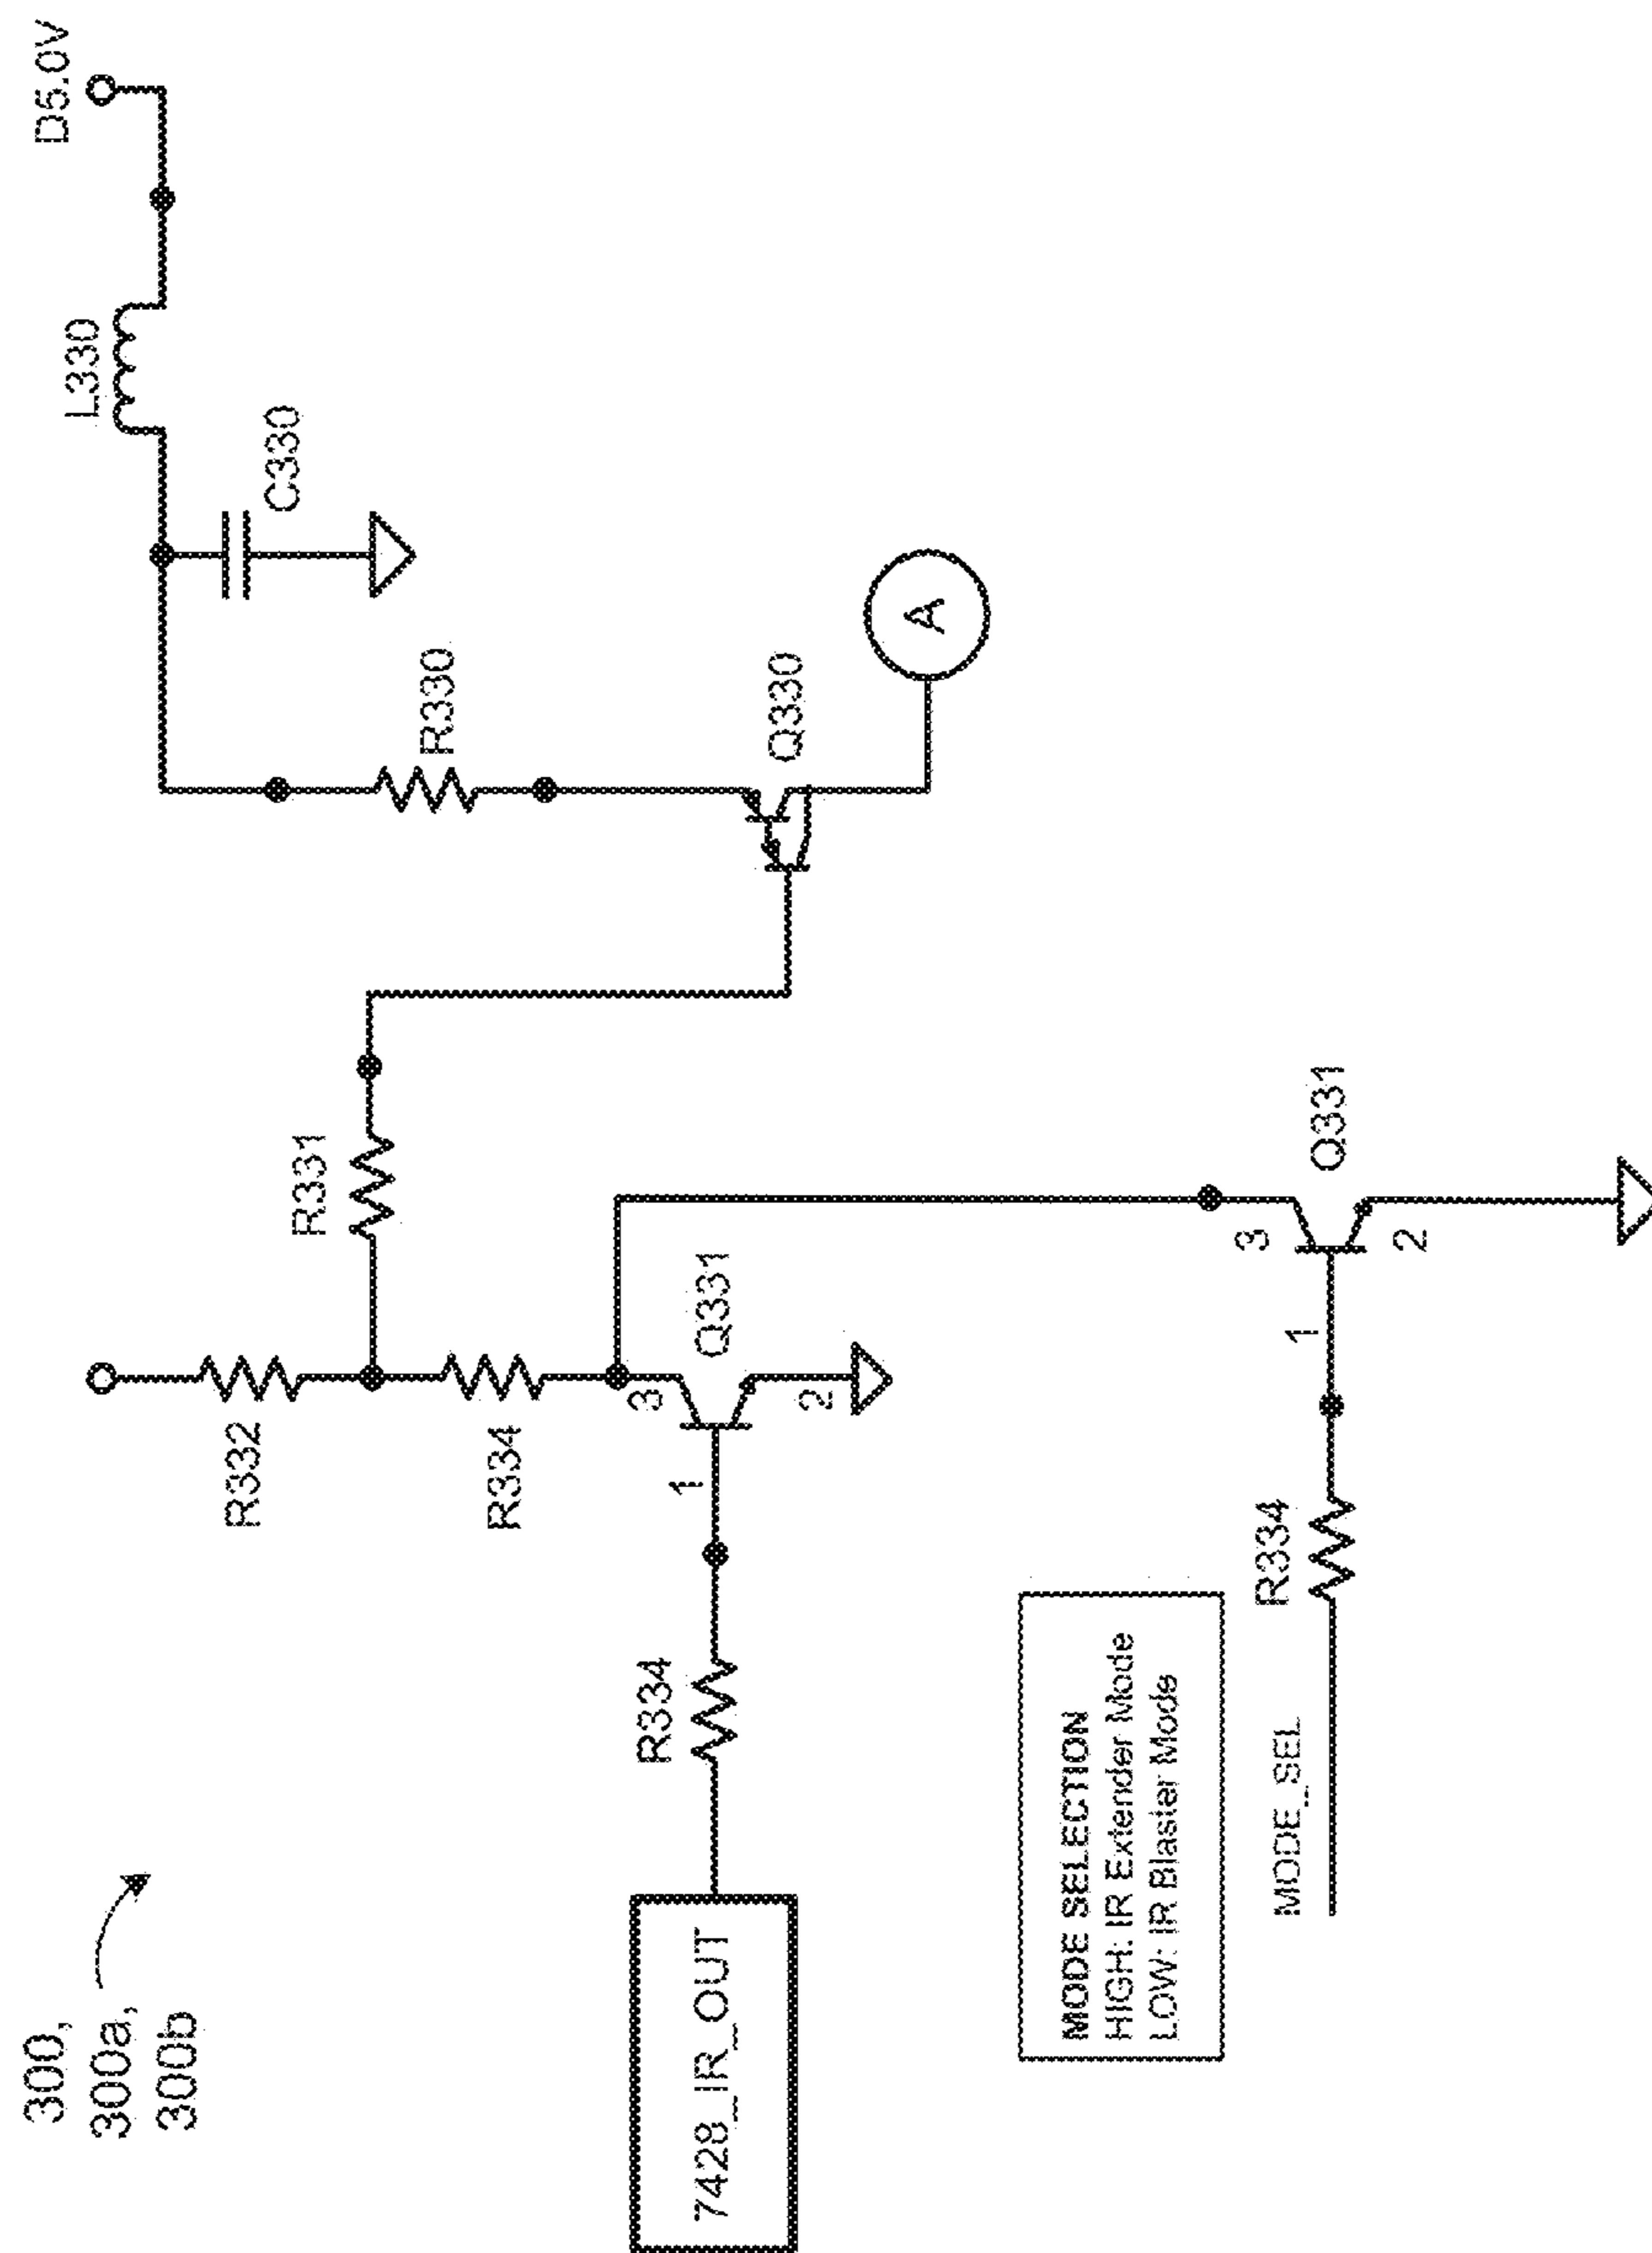 300,
300a,
300b
D5.0V
L330
C330
R330
Q330
A
R331
R332
R334
Q331
3
1
2
R334
7428_IR_OUT
Q331
3
1
2
R334
MODE_SEL
MODE SELECTION
HIGH: IR Extender Mode
LOW: IR Blaster Mode